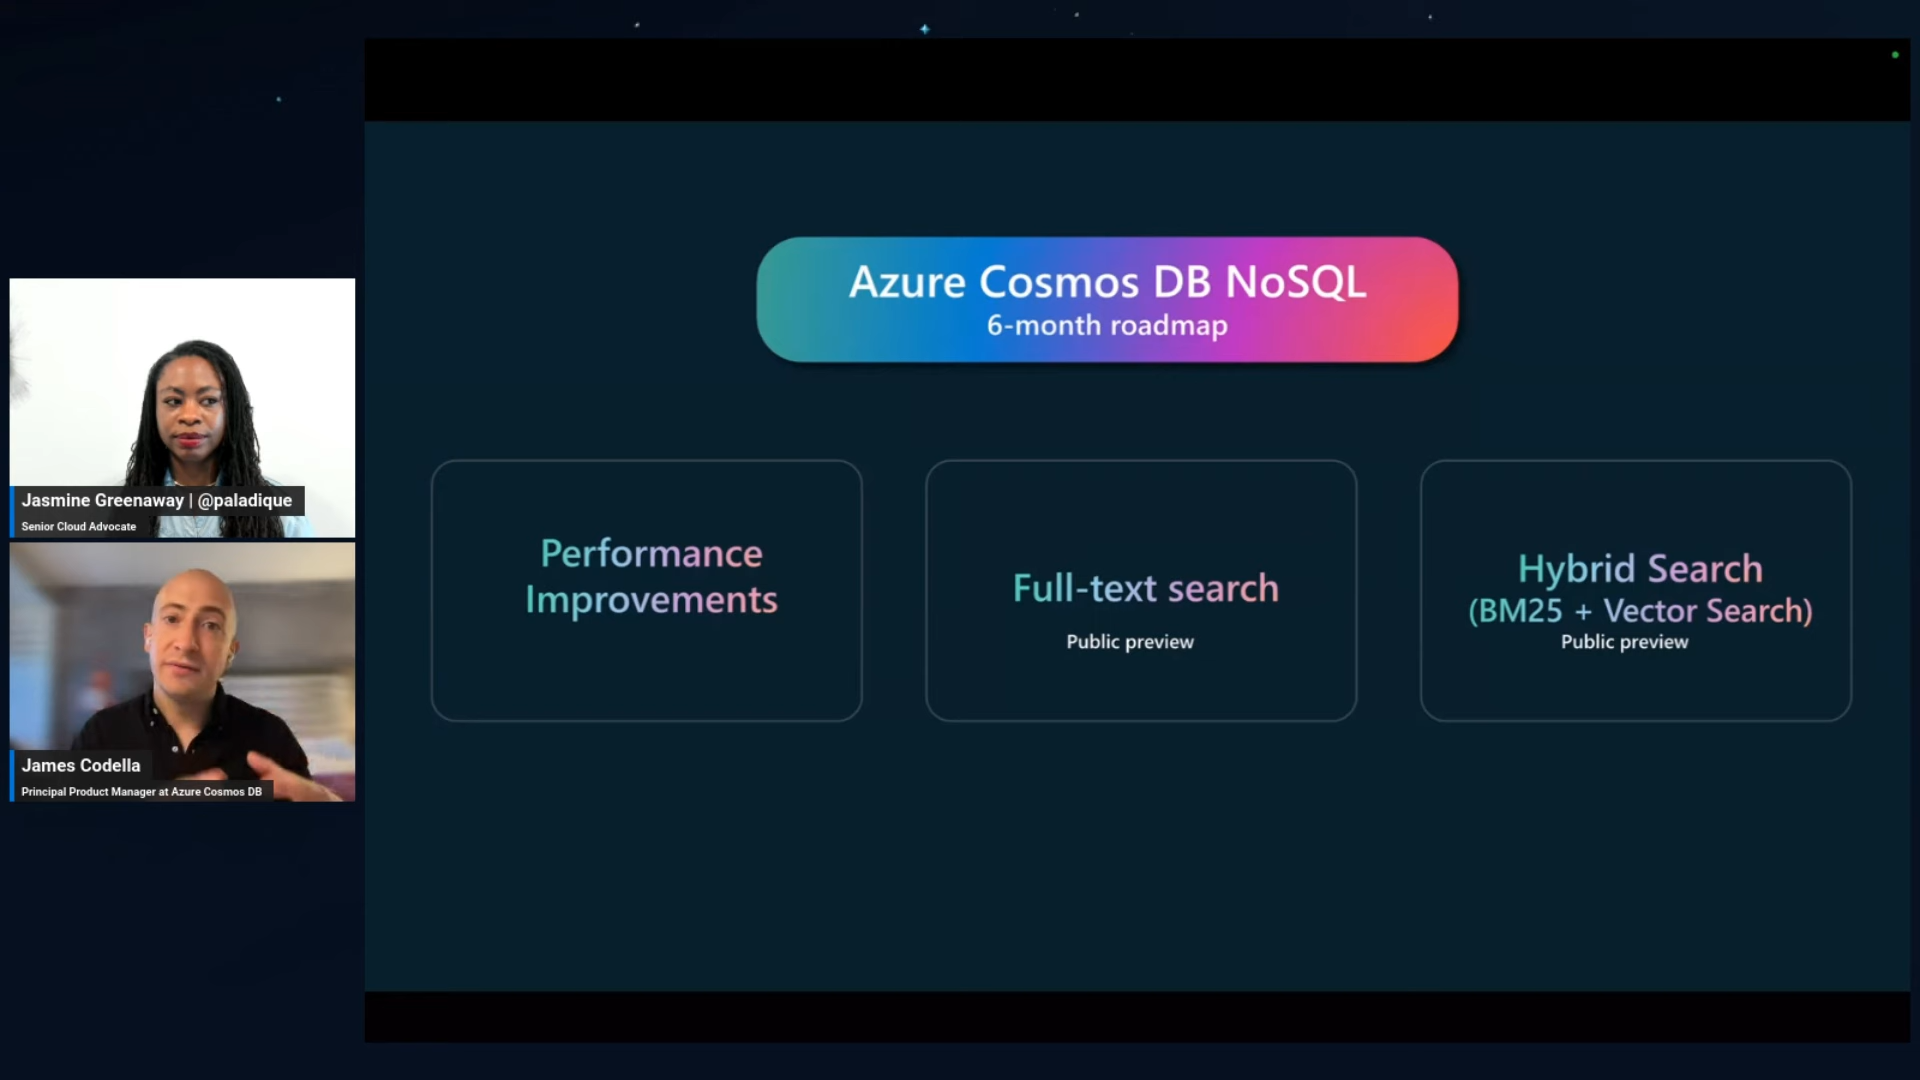 Azure Cosmos DB NoSQL
6-month roadmap
Performance
Improvements
Full-text search
Public preview
Hybrid Search
(BM25 + Vector Search)
Public preview
Jasmine Greenaway | @paladique
Senior Cloud Advocate
James Codella
Principal Product Manager at Azure Cosmos DB